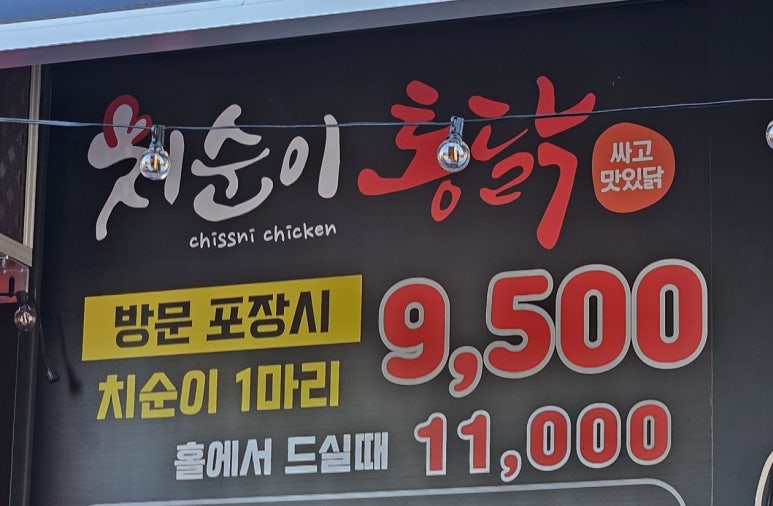 치순이 통닭
싸고
맛있닭
chissni chicken
방문 포장시
9,500
치순이 1마리
홀에서 드실때 11,000